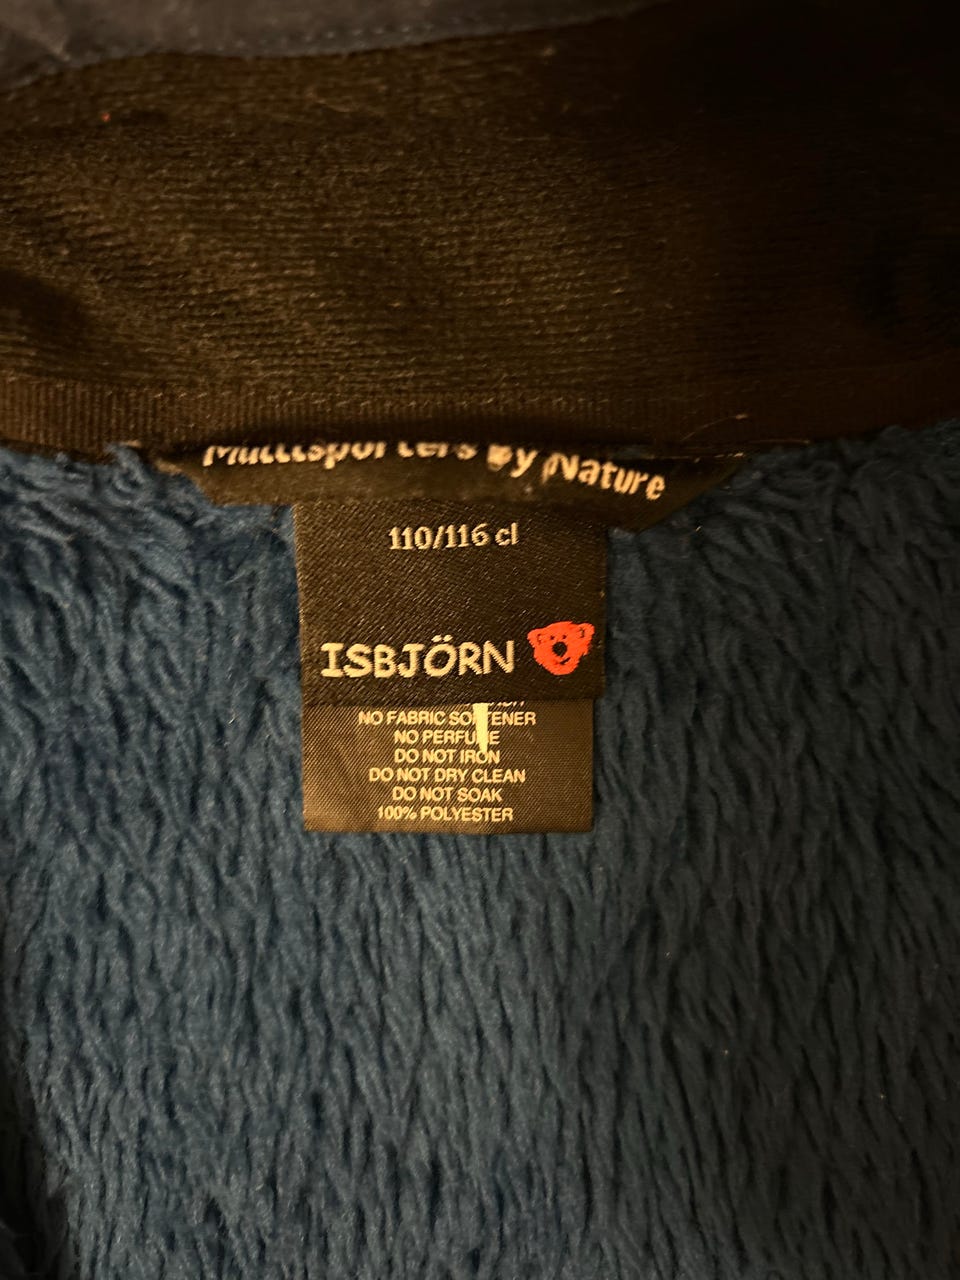 Multisporters by Nature
110/116 cl
ISBJÖRN
NO FABRIC SOFTENER
NO PERFUME
DO NOT IRON
DO NOT DRY CLEAN
DO NOT SOAK
100% POLYESTER